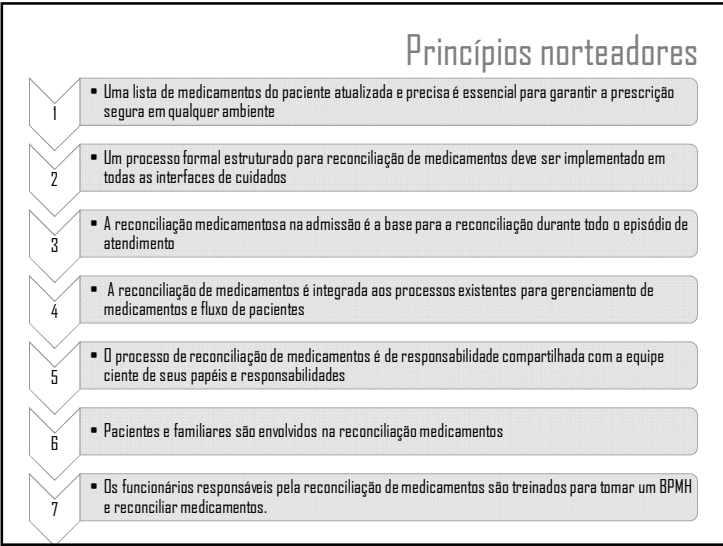 Princípios norteadores
1
▪ Uma lista de medicamentos do paciente atualizada e precisa é essencial para garantir a prescrição
segura em qualquer ambiente
2
▪ Um processo formal estruturado para reconciliação de medicamentos deve ser implementado em
todas as interfaces de cuidados
3
▪ A reconciliação medicamentosa na admissão é a base para a reconciliação durante todo o episódio de
atendimento
4
▪ A reconciliação de medicamentos é integrada aos processos existentes para gerenciamento de
medicamentos e fluxo de pacientes
5
▪ O processo de reconciliação de medicamentos é de responsabilidade compartilhada com a equipe
ciente de seus papéis e responsabilidades
6
▪ Pacientes e familiares são envolvidos na reconciliação medicamentos
7
▪ Os funcionários responsáveis pela reconciliação de medicamentos são treinados para tomar um BPMH
e reconciliar medicamentos.